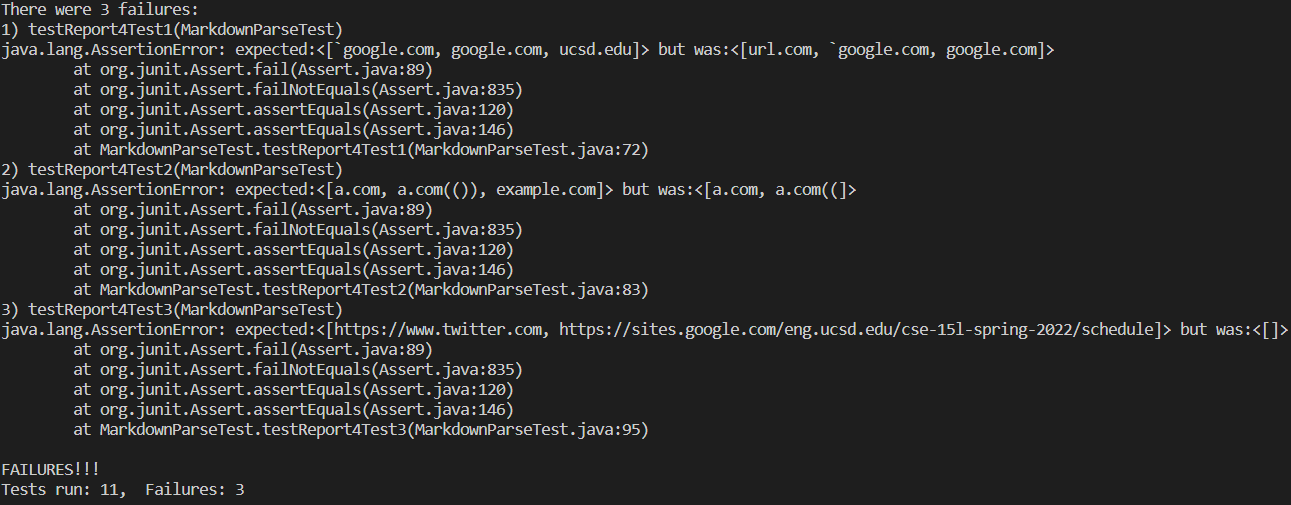 There were 3 failures:
1) testReport4Test1(MarkdownParseTest)
java.lang.AssertionError: expected:<[`google.com, google.com, ucsd.edu]> but was:<[url.com, `google.com, google.com]>
        at org.junit.Assert.fail(Assert.java:89)
        at org.junit.Assert.failNotEquals(Assert.java:835)
        at org.junit.Assert.assertEquals(Assert.java:120)
        at org.junit.Assert.assertEquals(Assert.java:146)
        at MarkdownParseTest.testReport4Test1(MarkdownParseTest.java:72)
2) testReport4Test2(MarkdownParseTest)
java.lang.AssertionError: expected:<[a.com, a.com(()), example.com]> but was:<[a.com, a.com((]>
        at org.junit.Assert.fail(Assert.java:89)
        at org.junit.Assert.failNotEquals(Assert.java:835)
        at org.junit.Assert.assertEquals(Assert.java:120)
        at org.junit.Assert.assertEquals(Assert.java:146)
        at MarkdownParseTest.testReport4Test2(MarkdownParseTest.java:83)
3) testReport4Test3(MarkdownParseTest)
java.lang.AssertionError: expected:<[https://www.twitter.com, https://sites.google.com/eng.ucsd.edu/cse-15l-spring-2022/schedule]> but was:<[]>
        at org.junit.Assert.fail(Assert.java:89)
        at org.junit.Assert.failNotEquals(Assert.java:835)
        at org.junit.Assert.assertEquals(Assert.java:120)
        at org.junit.Assert.assertEquals(Assert.java:146)
        at MarkdownParseTest.testReport4Test3(MarkdownParseTest.java:95)

FAILURES!!!
Tests run: 11,  Failures: 3